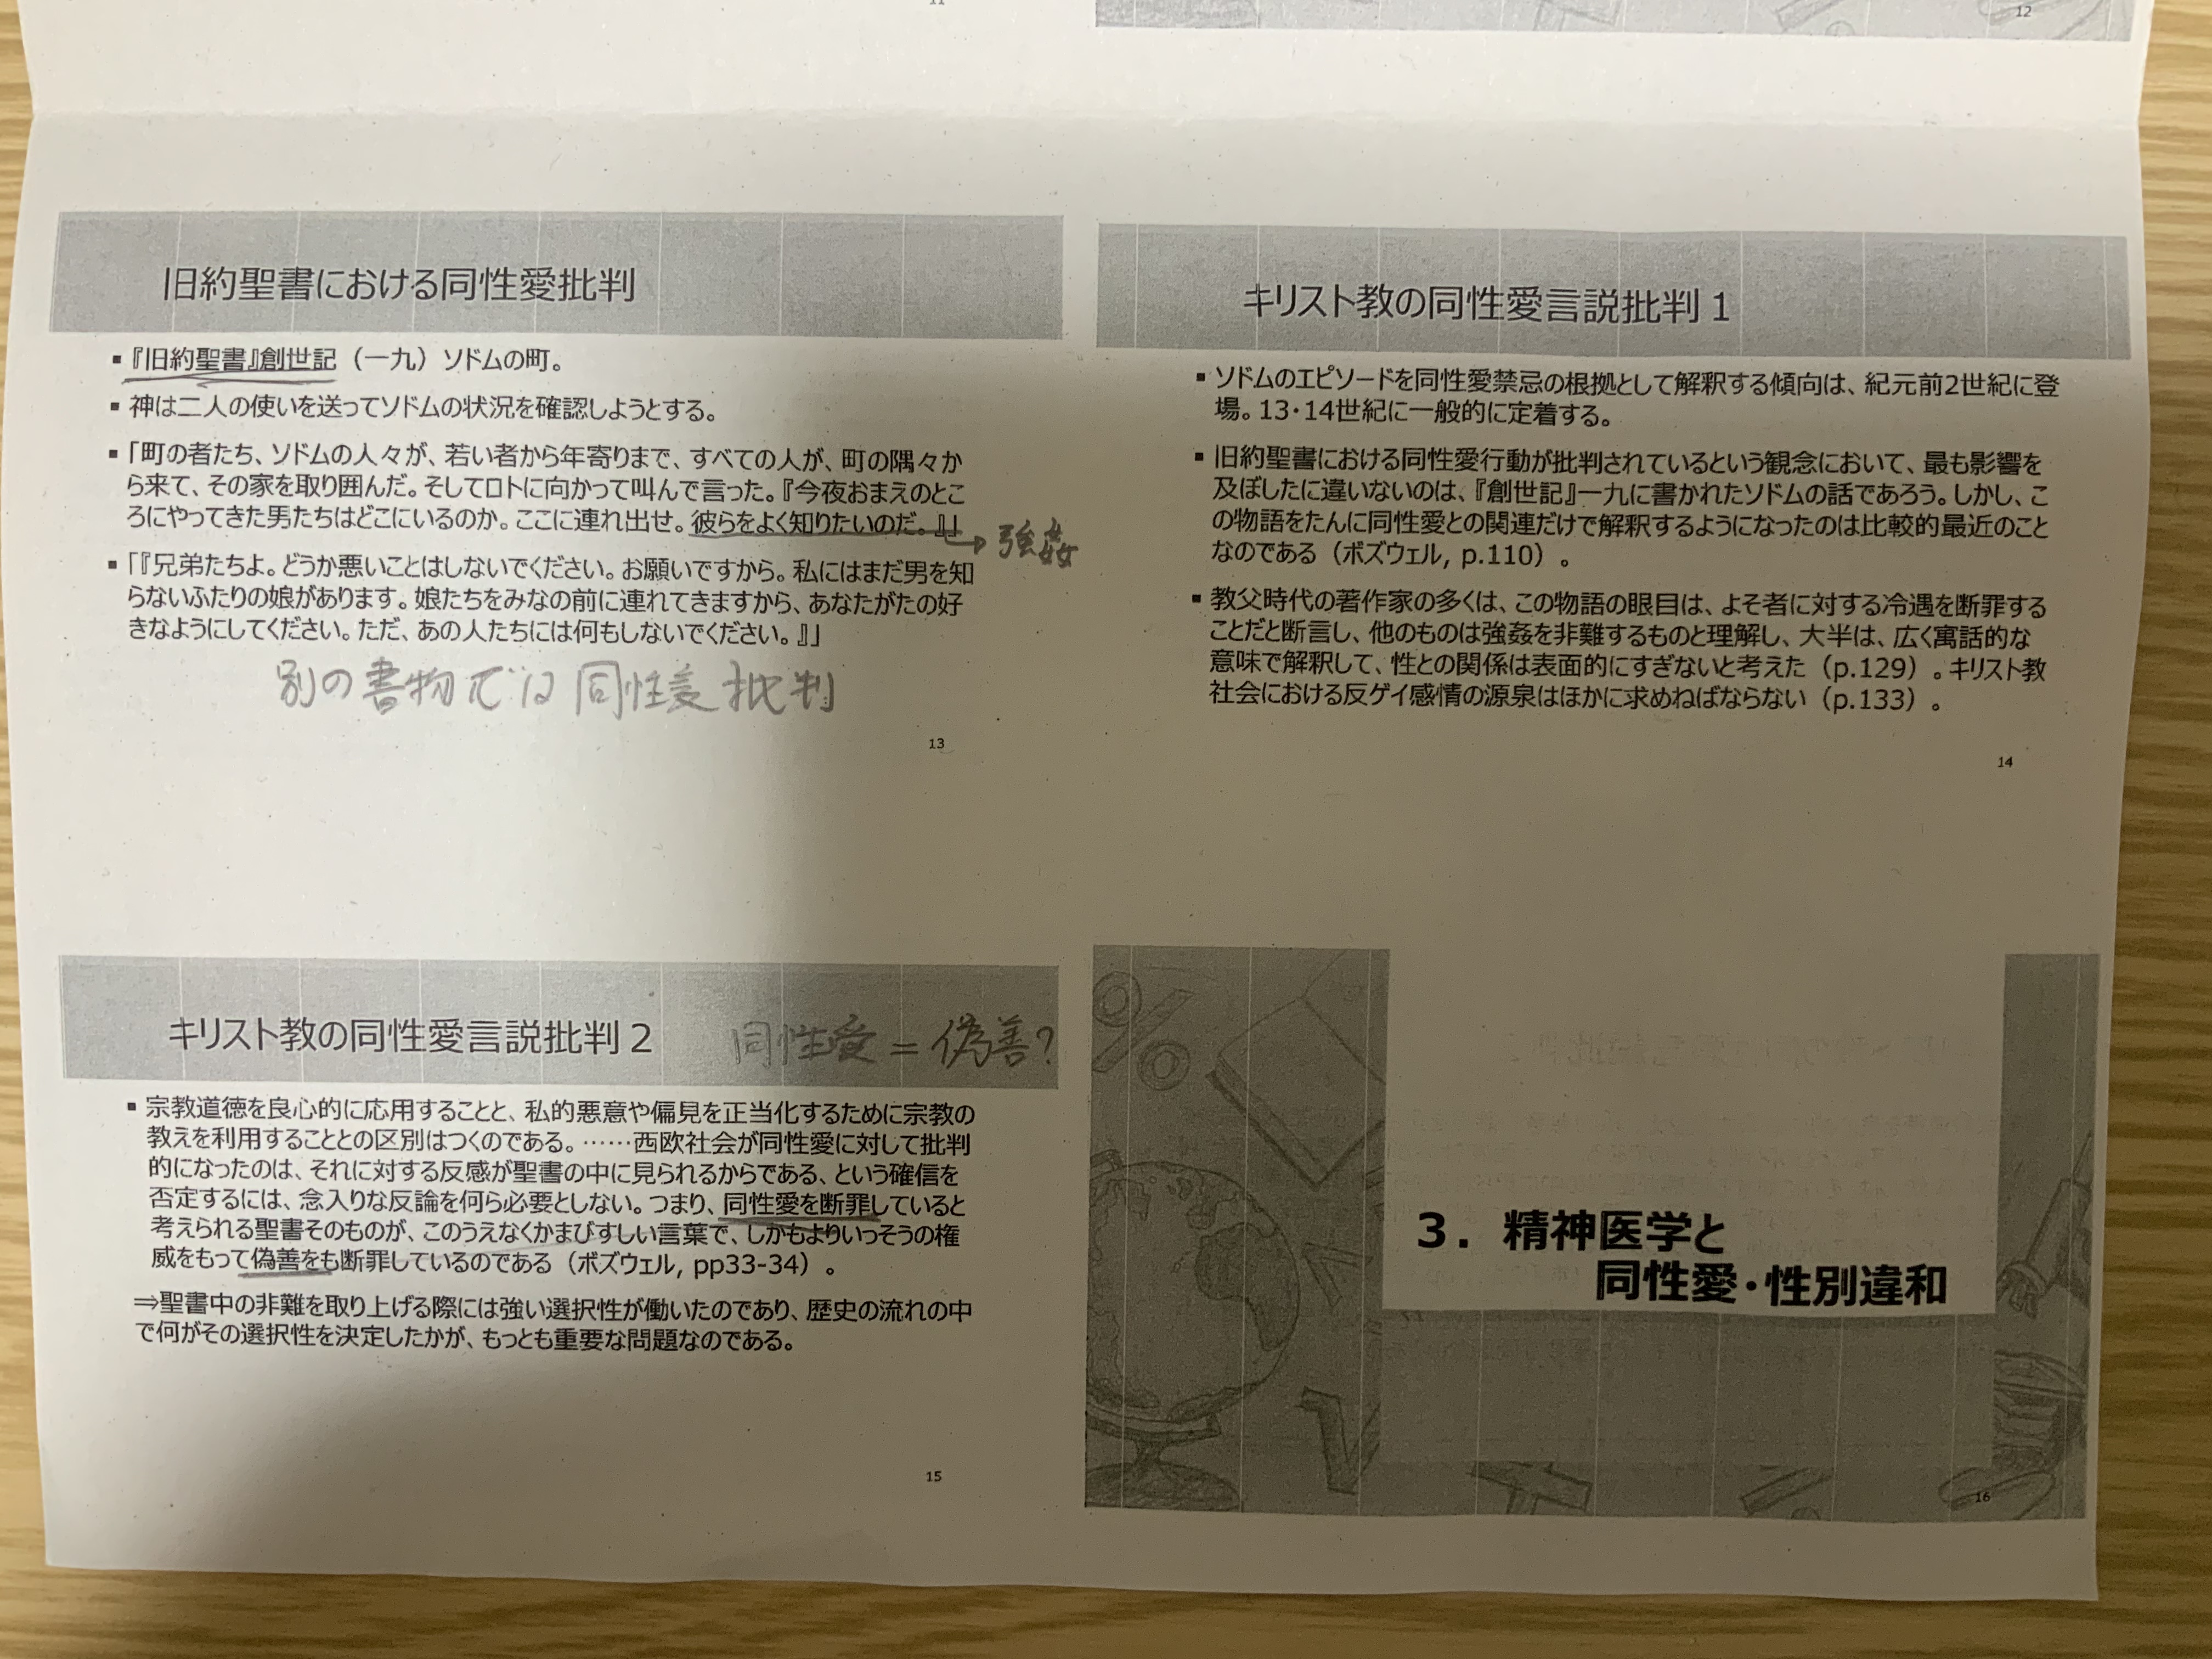 11
12
旧約聖書における同性愛批判
▪『旧約聖書』創世記（一九）ソドムの町。
▪神は二人の使いを送ってソドムの状況を確認しようとする。
▪「町の者たち、ソドムの人々が、若い者から年寄りまで、すべての人が、町の隅々か
ら来て、その家を取り囲んだ。そしてロトに向かって叫んで言った。『今夜おまえのとこ
ろにやってきた男たちはどこにいるのか。ここに連れ出せ。彼らをよく知りたいのだ。』」
→強姦
▪「『兄弟たちよ。どうか悪いことはしないでください。お願いですから。私にはまだ男を知
らないふたりの娘があります。娘たちをみなの前に連れてきますから、あなたがたの好
きなようにしてください。ただ、あの人たちには何もしないでください。』」
別の書物では同性愛批判
13
キリスト教の同性愛言説批判１
▪ソドムのエピソードを同性愛禁忌の根拠として解釈する傾向は、紀元前2世紀に登
場。13・14世紀に一般的に定着する。
▪旧約聖書における同性愛行動が批判されているという観念において、最も影響を
及ぼしたに違いないのは、『創世記』一九に書かれたソドムの話であろう。しかし、こ
の物語をたんに同性愛との関連だけで解釈するようになったのは比較的最近のこと
なのである（ボズウェル, p.110）。
▪教父時代の著作家の多くは、この物語の眼目は、よそ者に対する冷遇を断罪する
ことだと断言し、他のものは強姦を非難するものと理解し、大半は、広く寓話的な
意味で解釈して、性との関係は表面的にすぎないと考えた（p.129）。キリスト教
社会における反ゲイ感情の源泉はほかに求めねばならない（p.133）。
14
キリスト教の同性愛言説批判２
同性愛＝偽善？
▪宗教道徳を良心的に応用することと、私的悪意や偏見を正当化するために宗教の
教えを利用することとの区別はつくのである。……西欧社会が同性愛に対して批判
的になったのは、それに対する反感が聖書の中に見られるからである、という確信を
否定するには、念入りな反論を何ら必要としない。つまり、同性愛を断罪していると
考えられる聖書そのものが、このうえなくかまびすしい言葉で、しかもよりいっそうの権
威をもって偽善をも断罪しているのである（ボズウェル, pp33-34）。
⇒聖書中の非難を取り上げる際には強い選択性が働いたのであり、歴史の流れの中
で何がその選択性を決定したかが、もっとも重要な問題なのである。
15
３．精神医学と
同性愛・性別違和
16